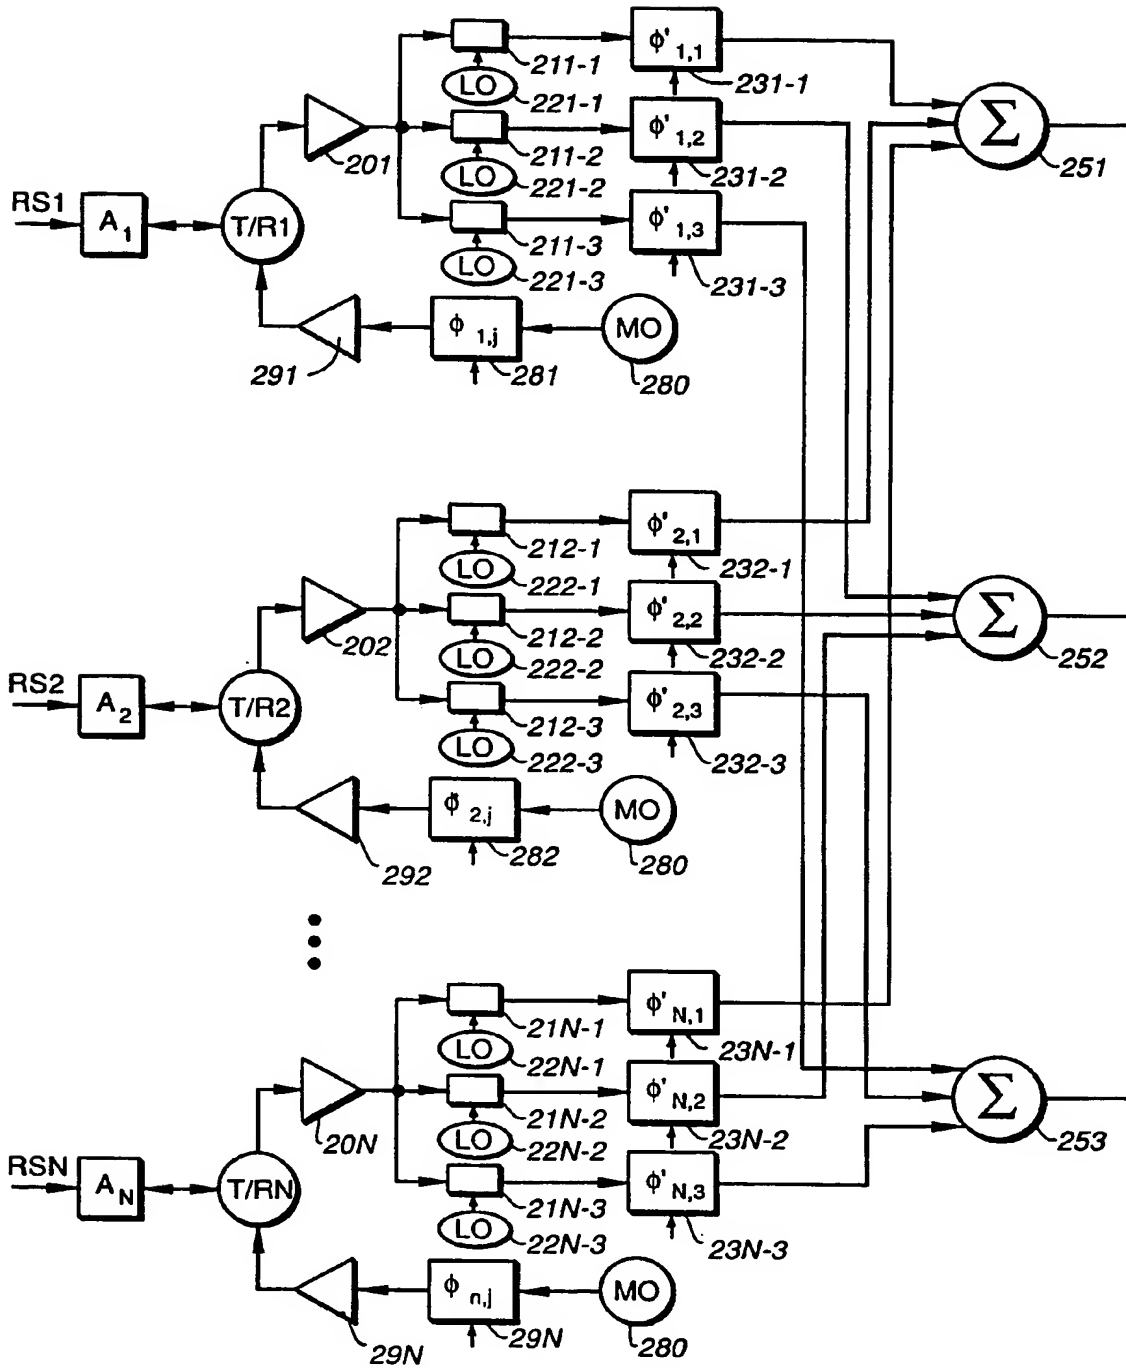 ϕ' 1,1
211-1
LO
221-1
231-1
Σ
251
201
ϕ' 1,2
211-2
LO
221-2
231-2
RS1
A 1
T/R1
ϕ' 1,3
211-3
LO
221-3
231-3
291
ϕ 1,j
281
MO
280
ϕ' 2,1
212-1
LO
222-1
232-1
202
ϕ' 2,2
212-2
LO
222-2
232-2
Σ
252
RS2
A 2
T/R2
ϕ' 2,3
212-3
LO
222-3
232-3
292
ϕ 2,j
282
MO
280
ϕ' N,1
21N-1
LO
22N-1
23N-1
20N
ϕ' N,2
21N-2
LO
22N-2
23N-2
Σ
253
RSN
A N
T/RN
ϕ' N,3
21N-3
LO
22N-3
23N-3
29N
ϕ n,j
29N
MO
280